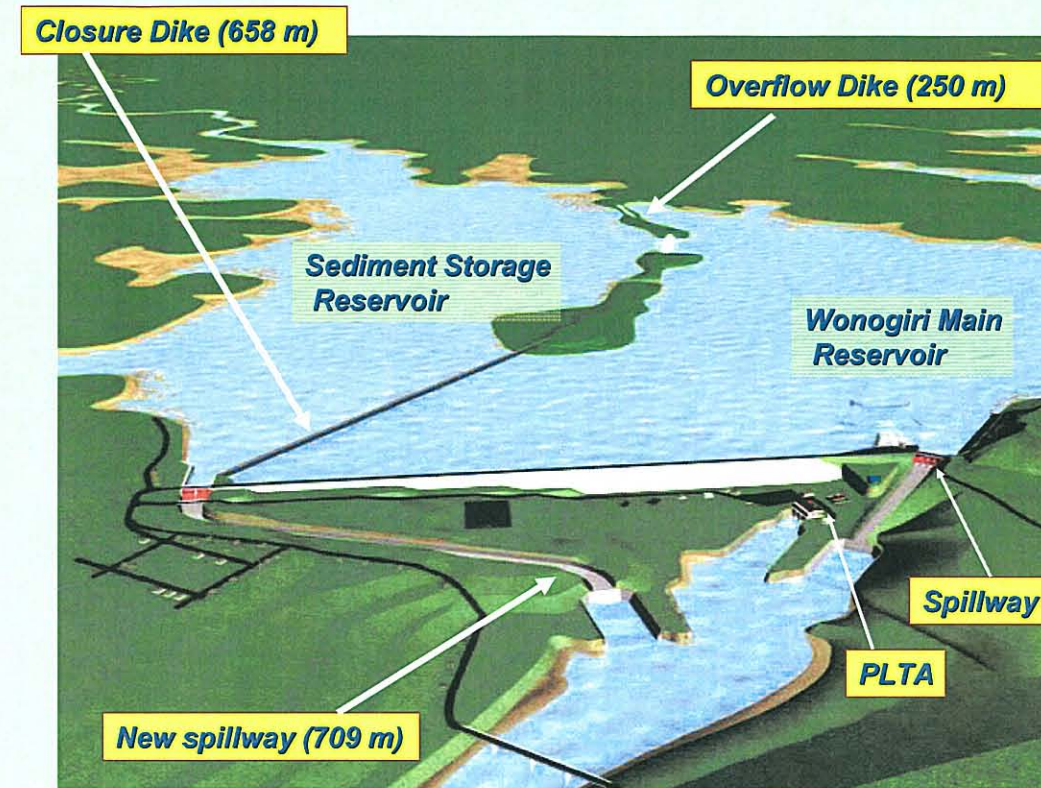 Closure Dike (658 m)
Overflow Dike (250 m)
Sediment Storage
Reservoir
Wonogiri Main
Reservoir
Spillway
PLTA
New spillway (709 m)